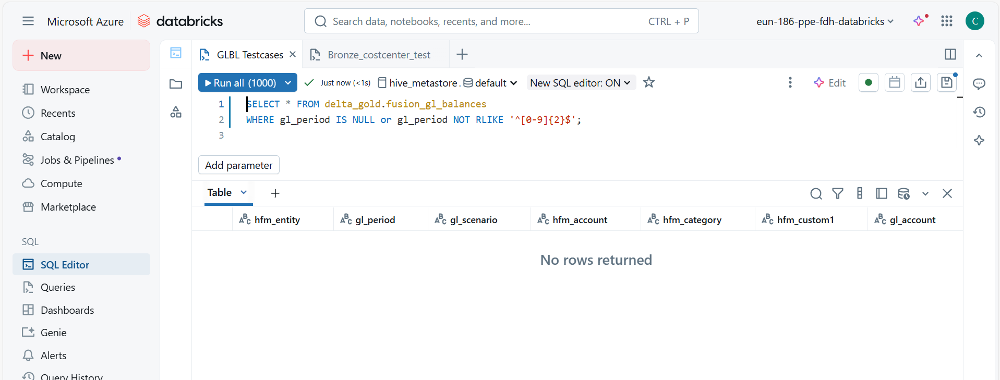 Microsoft Azure databricks
Search data, notebooks, recents, and more... CTRL + P
eun-186-ppe-fdh-databricks
C
New
Workspace
Recents
Catalog
Jobs & Pipelines
Compute
Marketplace
SQL
SQL Editor
Queries
Dashboards
Genie
Alerts
Query History
GLBL Testcases
Bronze_costcenter_test
Run all (1000) Just now (<1s) hive_metastore. default New SQL editor: ON Edit
1 SELECT * FROM delta_gold.fusion_gl_balances
2 WHERE gl_period IS NULL or gl_period NOT RLIKE '^[0-9]{2}$';
3
Add parameter
Table
hfm_entity gl_period gl_scenario hfm_account hfm_category hfm_custom1 gl_account
No rows returned